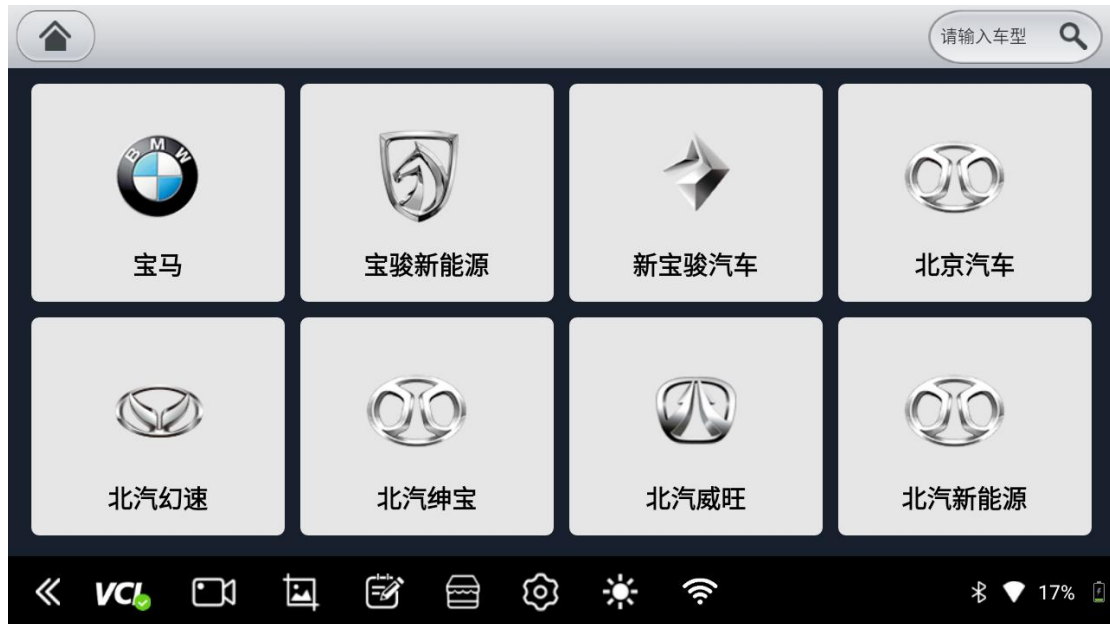 请输入车型
BMW
宝马
宝骏新能源
新宝骏汽车
北京汽车
北汽幻速
北汽绅宝
北汽威旺
北汽新能源
VCI
17%